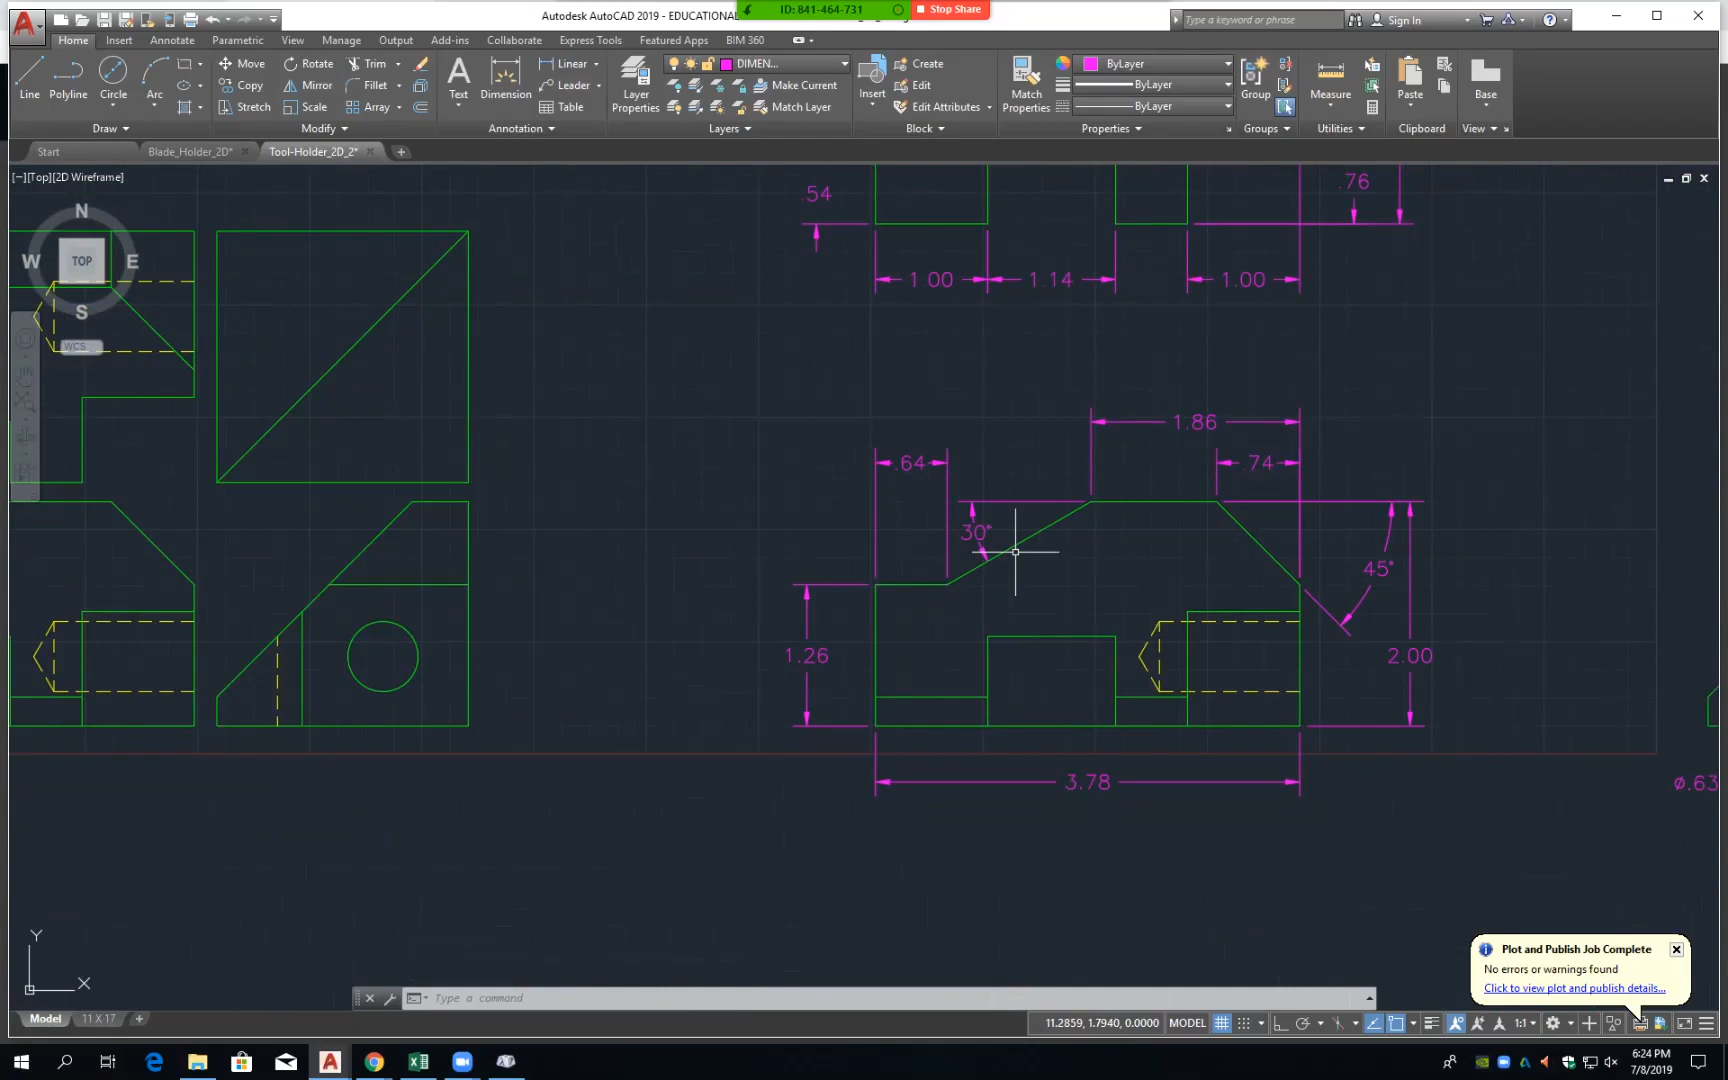 ID: 841-464-731
Stop Share
Autodesk AutoCAD 2019 - EDUCATIONAL
Type a keyword or phrase
Sign In
Home
Insert
Annotate
Parametric
View
Manage
Output
Add-ins
Collaborate
Express Tools
Featured Apps
BIM 360
Line
Polyline
Circle
Arc
Draw
Move
Copy
Stretch
Rotate
Mirror
Scale
Trim
Fillet
Array
Modify
Text
Dimension
Linear
Leader
Table
Annotation
Layer Properties
DIMEN...
Make Current
Match Layer
Layers
Insert
Create
Edit
Edit Attributes
Block
Match Properties
ByLayer
ByLayer
ByLayer
Properties
Group
Groups
Measure
Utilities
Paste
Clipboard
Base
View
Start
Blade_Holder_2D*
Tool-Holder_2D_2*
[−][Top][2D Wireframe]
N
W
TOP
E
S
WCS
.54
.76
1.00
1.14
1.00
1.86
.64
.74
30°
45°
1.26
2.00
3.78
ø.63
Y
X
Plot and Publish Job Complete
No errors or warnings found
Click to view plot and publish details...
Type a command
Model
11 X 17
11.2859, 1.7940, 0.0000
MODEL
1:1
6:24 PM
7/8/2019